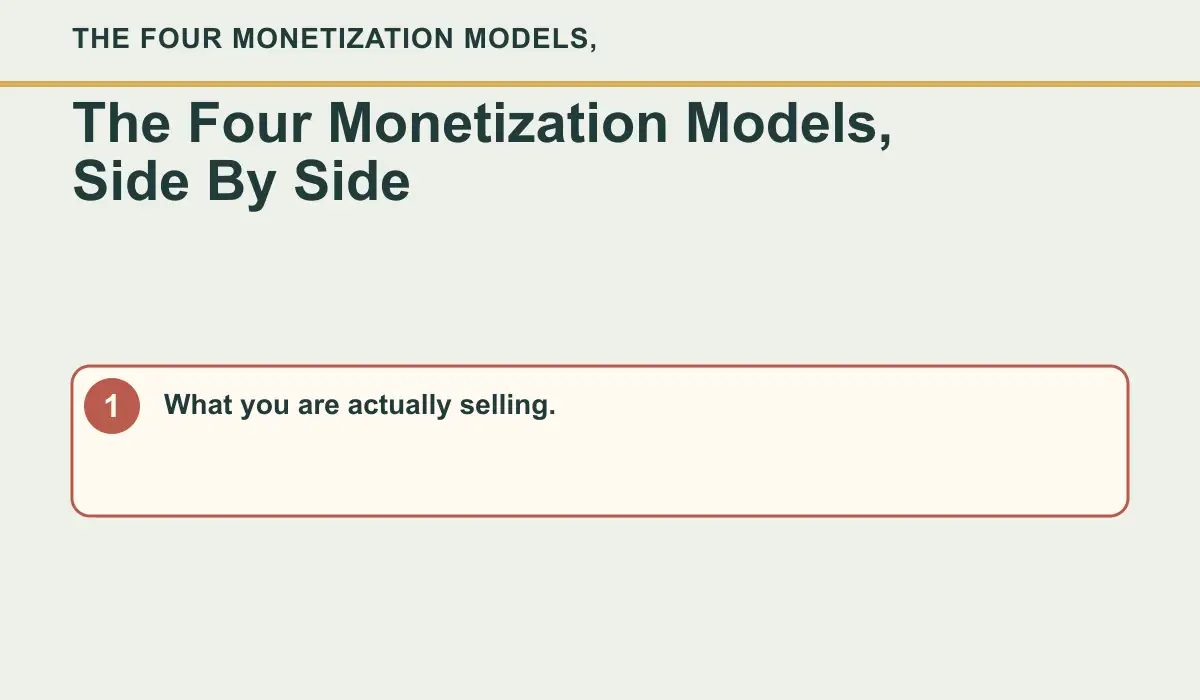 THE FOUR MONETIZATION MODELS,
The Four Monetization Models,
Side By Side
1 What you are actually selling.